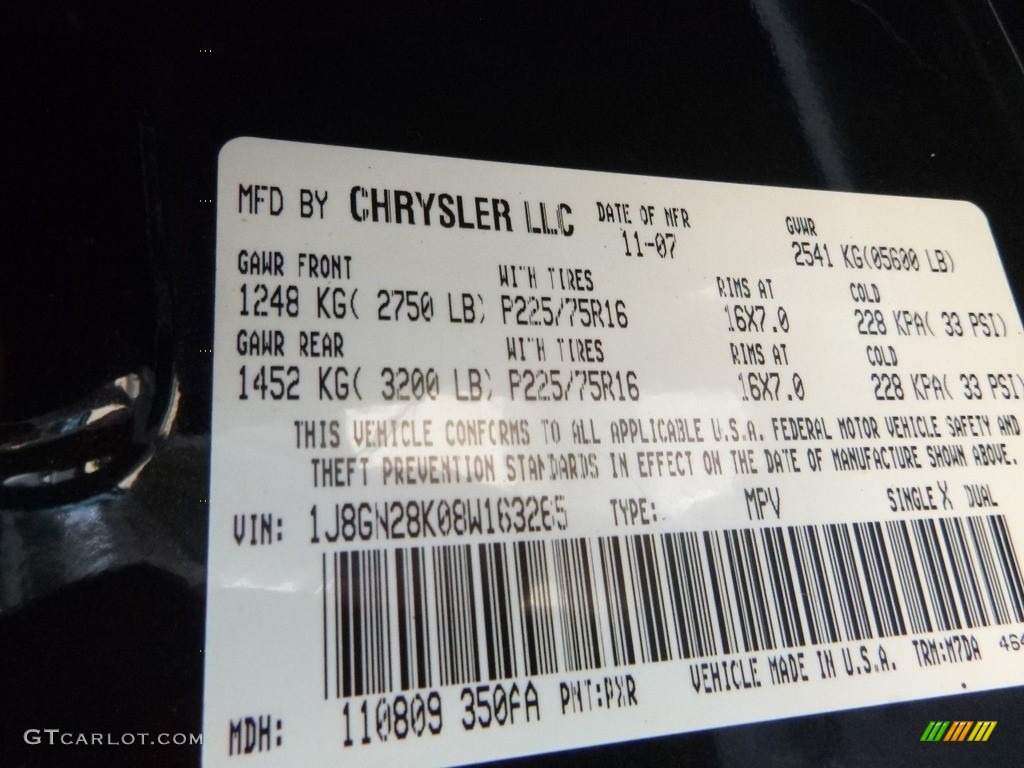 MFD BY CHRYSLER LLC DATE OF MFR GVWR
11-07 2541 KG(05600 LB)
GAWR FRONT WITH TIRES RIMS AT COLD
1248 KG( 2750 LB) P225/75R16 16X7.0 228 KPA( 33 PSI)
GAWR REAR WITH TIRES RIMS AT COLD
1452 KG( 3200 LB) P225/75R16 16X7.0 228 KPA( 33 PSI)
THIS VEHICLE CONFORMS TO ALL APPLICABLE U.S.A. FEDERAL MOTOR VEHICLE SAFETY AND
THEFT PREVENTION STANDARDS IN EFFECT ON THE DATE OF MANUFACTURE SHOWN ABOVE.
VIN: 1J8GN28K08W163265 TYPE: MPV SINGLE X DUAL
VEHICLE MADE IN U.S.A. TRM:M7DA
MDH: 110809 350FA PNT:PXR
GTCARLOT.COM